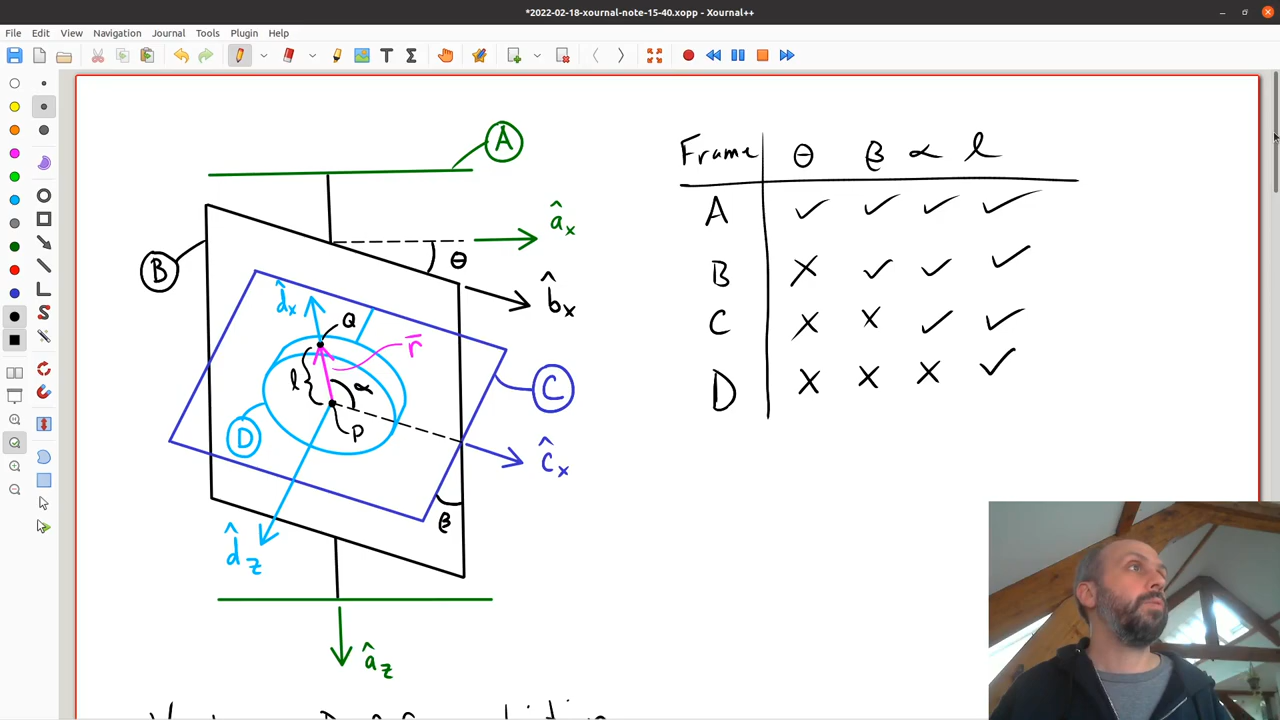 *2022-02-18-xournal-note-15-40.xopp - Xournal++
File Edit View Navigation Journal Tools Plugin Help
A
Frame θ β α l
A ✓ ✓ ✓ ✓
B ✗ ✓ ✓ ✓
C ✗ ✗ ✓ ✓
D ✗ ✗ ✗ ✓
âx
θ
B
b̂x
d̂x
Q
r̄
l
α
C
D
P
ĉx
β
d̂z
âz